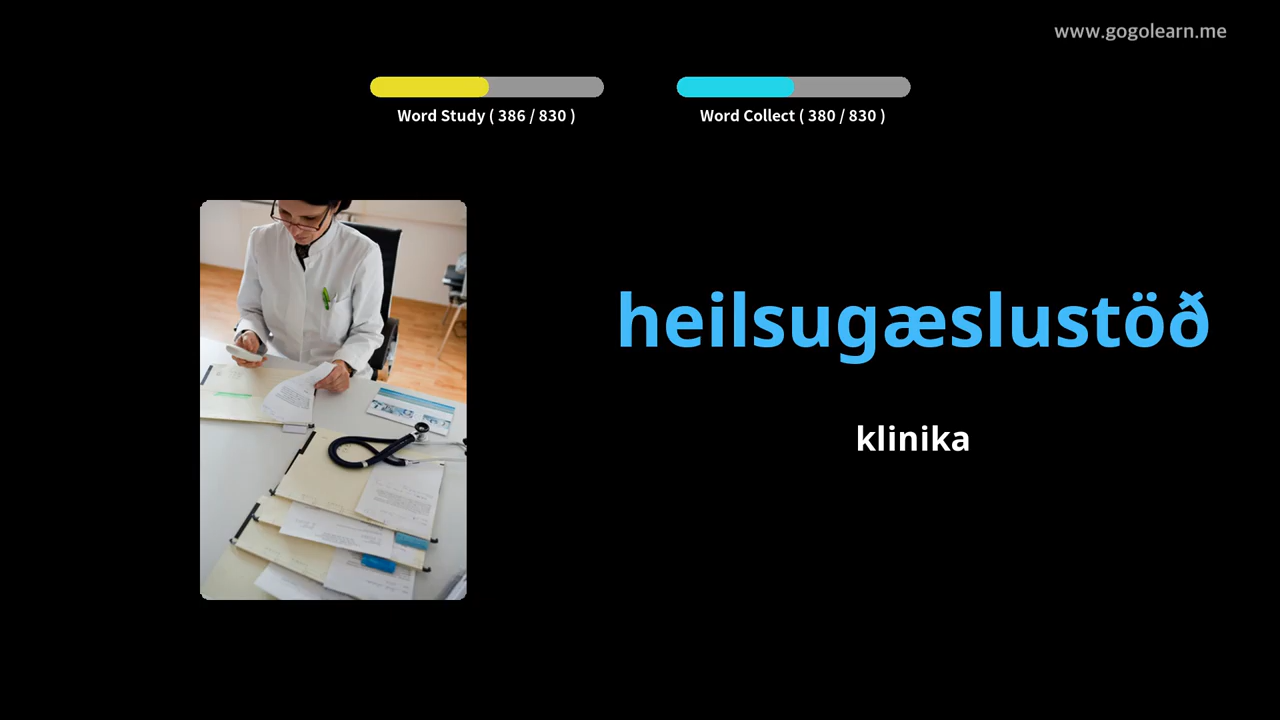 www.gogolearn.me
Word Study ( 386 / 830 )
Word Collect ( 380 / 830 )
heilsugæslustöð
klinika